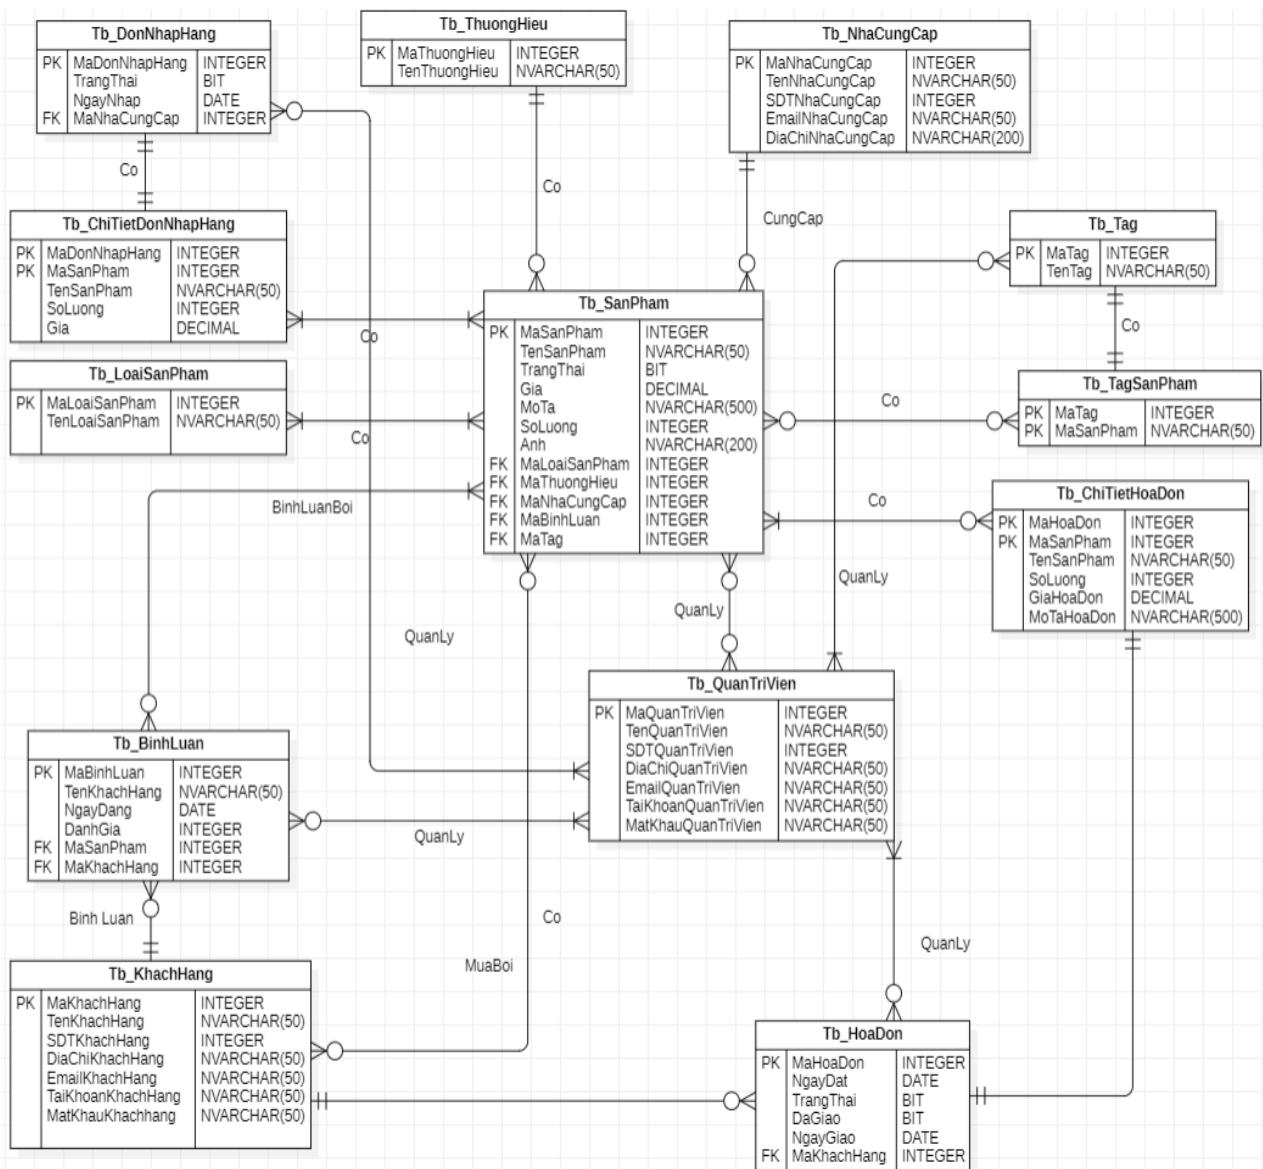 Tb_DonNhapHang
PK MaDonNhapHang INTEGER
TrangThai BIT
NgayNhap DATE
FK MaNhaCungCap INTEGER
Tb_ThuongHieu
PK MaThuongHieu INTEGER
TenThuongHieu NVARCHAR(50)
Tb_NhaCungCap
PK MaNhaCungCap INTEGER
TenNhaCungCap NVARCHAR(50)
SDTNhaCungCap INTEGER
EmailNhaCungCap NVARCHAR(50)
DiaChiNhaCungCap NVARCHAR(200)
Co
Co
CungCap
Tb_ChiTietDonNhapHang
PK MaDonNhapHang INTEGER
PK MaSanPham INTEGER
TenSanPham NVARCHAR(50)
SoLuong INTEGER
Gia DECIMAL
Tb_Tag
PK MaTag INTEGER
TenTag NVARCHAR(50)
Co
Co
Tb_LoaiSanPham
PK MaLoaiSanPham INTEGER
TenLoaiSanPham NVARCHAR(50)
Co
Tb_SanPham
PK MaSanPham INTEGER
TenSanPham NVARCHAR(50)
TrangThai BIT
Gia DECIMAL
MoTa NVARCHAR(500)
SoLuong INTEGER
Anh NVARCHAR(200)
FK MaLoaiSanPham INTEGER
FK MaThuongHieu INTEGER
FK MaNhaCungCap INTEGER
FK MaBinhLuan INTEGER
FK MaTag INTEGER
Co
Tb_TagSanPham
PK MaTag INTEGER
PK MaSanPham NVARCHAR(50)
BinhLuanBoi
Co
Tb_ChiTietHoaDon
PK MaHoaDon INTEGER
PK MaSanPham INTEGER
TenSanPham NVARCHAR(50)
SoLuong INTEGER
GiaHoaDon DECIMAL
MoTaHoaDon NVARCHAR(500)
QuanLy
QuanLy
QuanLy
Tb_QuanTriVien
PK MaQuanTriVien INTEGER
TenQuanTriVien NVARCHAR(50)
SDTQuanTriVien INTEGER
DiaChiQuanTriVien NVARCHAR(50)
EmailQuanTriVien NVARCHAR(50)
TaiKhoanQuanTriVien NVARCHAR(50)
MatKhauQuanTriVien NVARCHAR(50)
Tb_BinhLuan
PK MaBinhLuan INTEGER
TenKhachHang NVARCHAR(50)
NgayDang DATE
DanhGia INTEGER
FK MaSanPham INTEGER
FK MaKhachHang INTEGER
QuanLy
Binh Luan
Co
MuaBoi
QuanLy
Tb_KhachHang
PK MaKhachHang INTEGER
TenKhachHang NVARCHAR(50)
SDTKhachHang INTEGER
DiaChiKhachHang NVARCHAR(50)
EmailKhachHang NVARCHAR(50)
TaiKhoanKhachHang NVARCHAR(50)
MatKhauKhachhang NVARCHAR(50)
Tb_HoaDon
PK MaHoaDon INTEGER
NgayDat DATE
TrangThai BIT
DaGiao BIT
NgayGiao DATE
FK MaKhachHang INTEGER